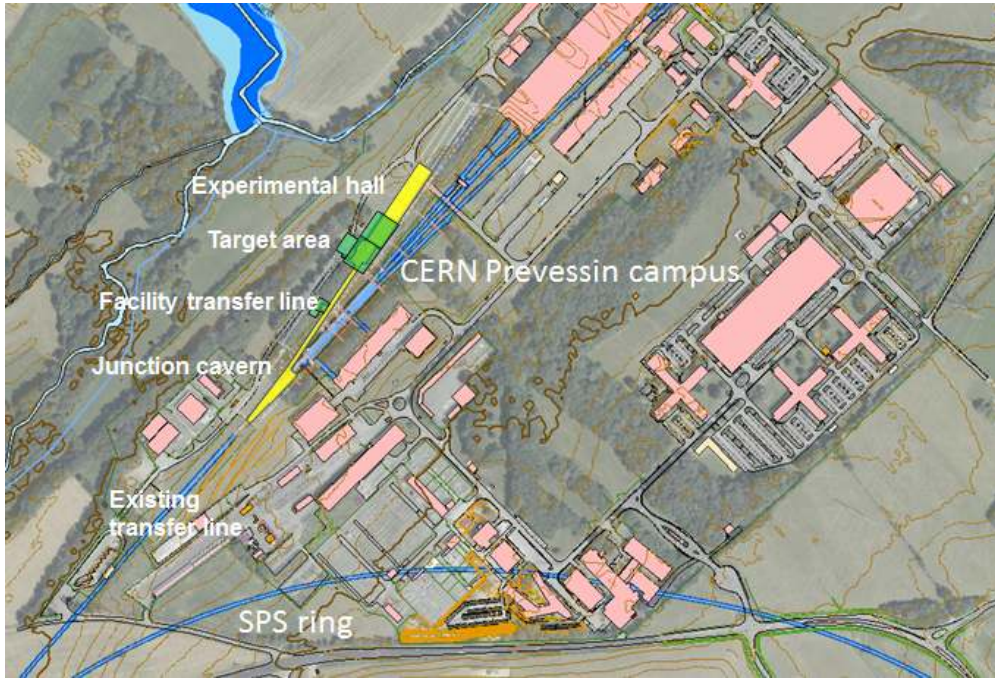 Experimental hall
Target area
CERN Prevessin campus
Facility transfer line
Junction cavern
Existing
transfer line
SPS ring